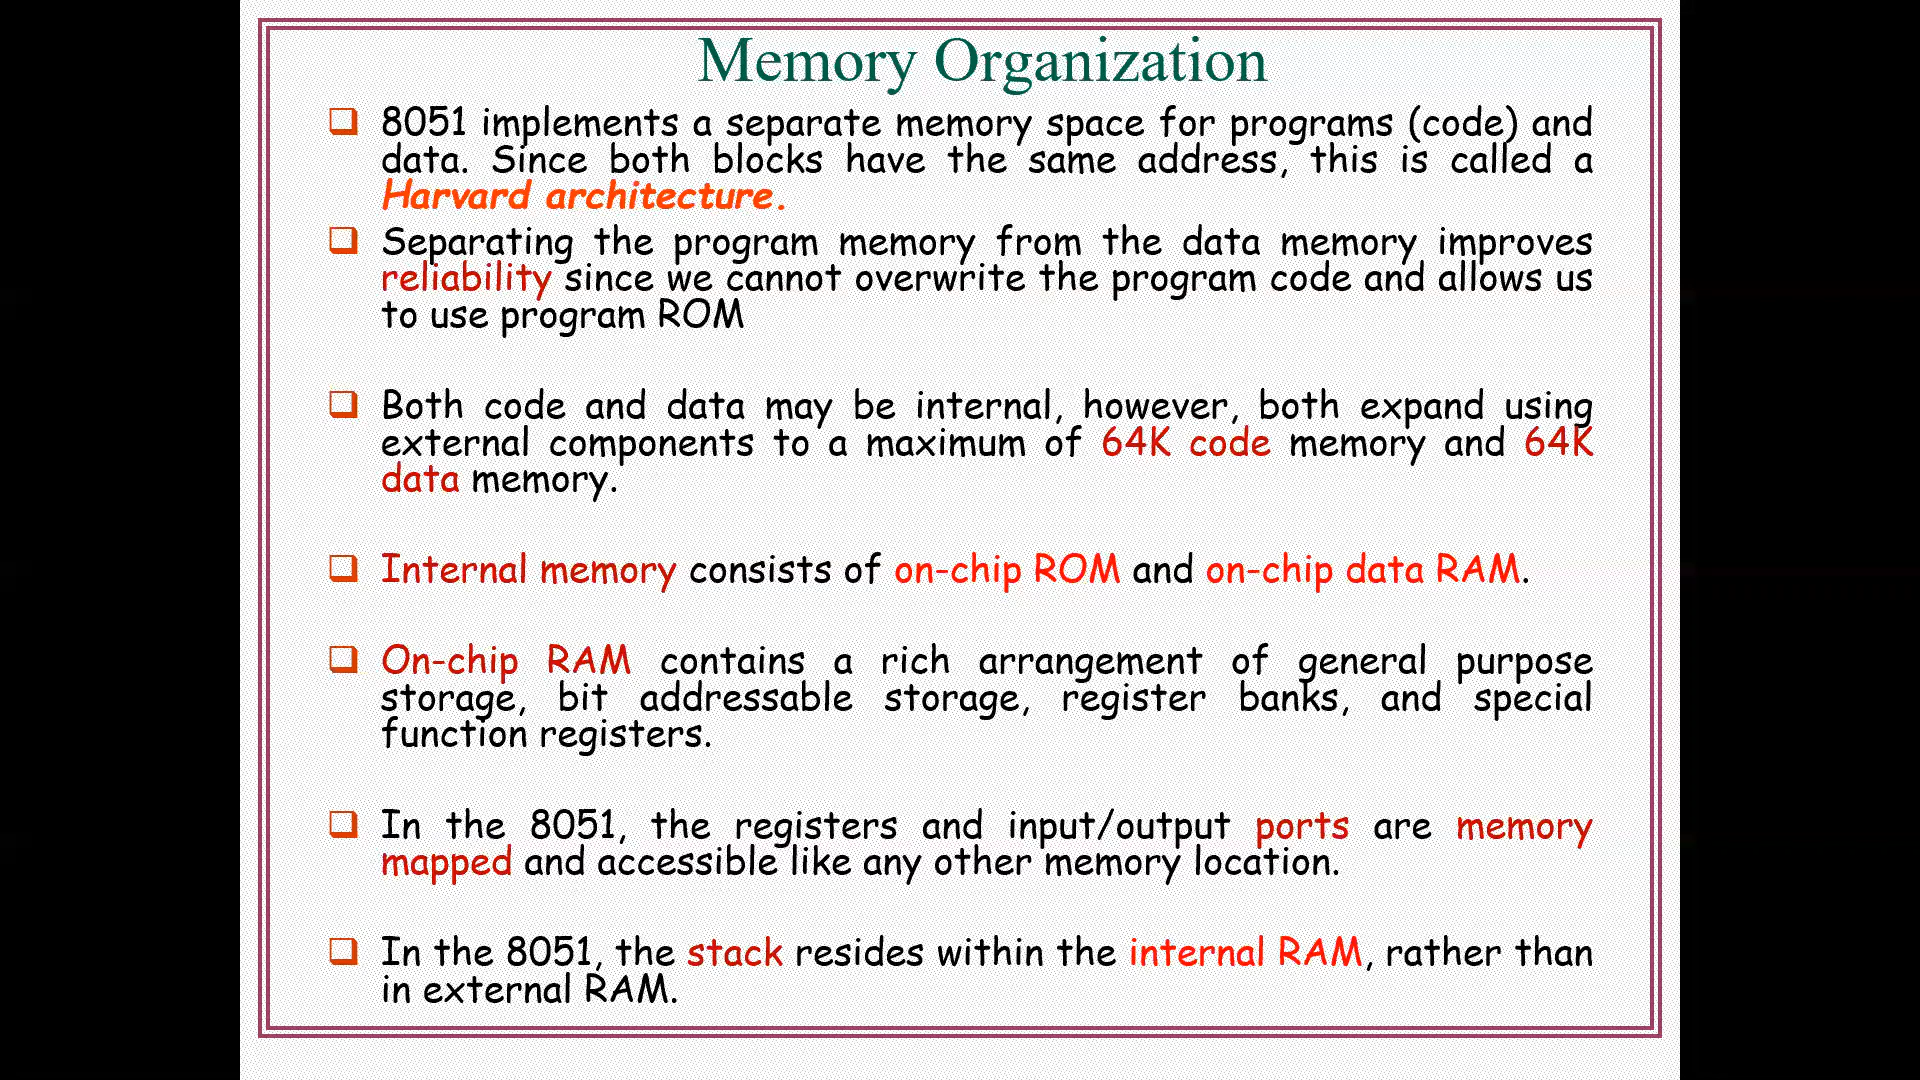 Memory Organization
8051 implements a separate memory space for programs (code) and
data. Since both blocks have the same address, this is called a
Harvard architecture.
Separating the program memory from the data memory improves
reliability since we cannot overwrite the program code and allows us
to use program ROM
Both code and data may be internal, however, both expand using
external components to a maximum of 64K code memory and 64K
data memory.
Internal memory consists of on-chip ROM and on-chip data RAM.
On-chip RAM contains a rich arrangement of general purpose
storage, bit addressable storage, register banks, and special
function registers.
In the 8051, the registers and input/output ports are memory
mapped and accessible like any other memory location.
In the 8051, the stack resides within the internal RAM, rather than
in external RAM.